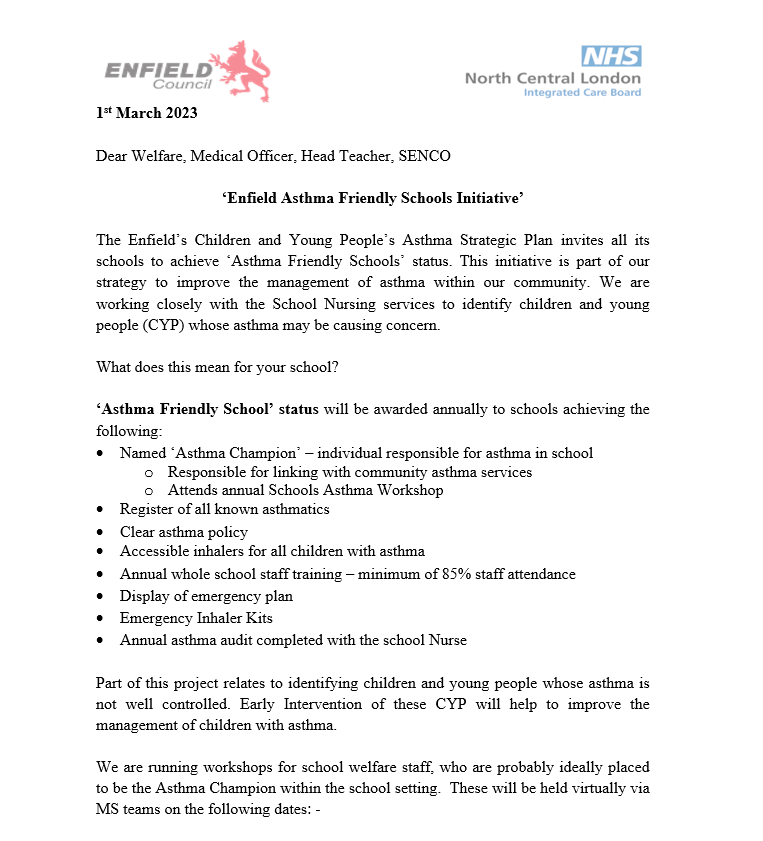 ENFIELD
Council
NHS
North Central London
Integrated Care Board
1st March 2023
Dear Welfare, Medical Officer, Head Teacher, SENCO
‘Enfield Asthma Friendly Schools Initiative’
The Enfield’s Children and Young People’s Asthma Strategic Plan invites all its
schools to achieve ‘Asthma Friendly Schools’ status. This initiative is part of our
strategy to improve the management of asthma within our community. We are
working closely with the School Nursing services to identify children and young
people (CYP) whose asthma may be causing concern.
What does this mean for your school?
‘Asthma Friendly School’ status will be awarded annually to schools achieving the
following:
• Named ‘Asthma Champion’ – individual responsible for asthma in school
o Responsible for linking with community asthma services
o Attends annual Schools Asthma Workshop
• Register of all known asthmatics
• Clear asthma policy
• Accessible inhalers for all children with asthma
• Annual whole school staff training – minimum of 85% staff attendance
• Display of emergency plan
• Emergency Inhaler Kits
• Annual asthma audit completed with the school Nurse
Part of this project relates to identifying children and young people whose asthma is
not well controlled. Early Intervention of these CYP will help to improve the
management of children with asthma.
We are running workshops for school welfare staff, who are probably ideally placed
to be the Asthma Champion within the school setting.  These will be held virtually via
MS teams on the following dates: -